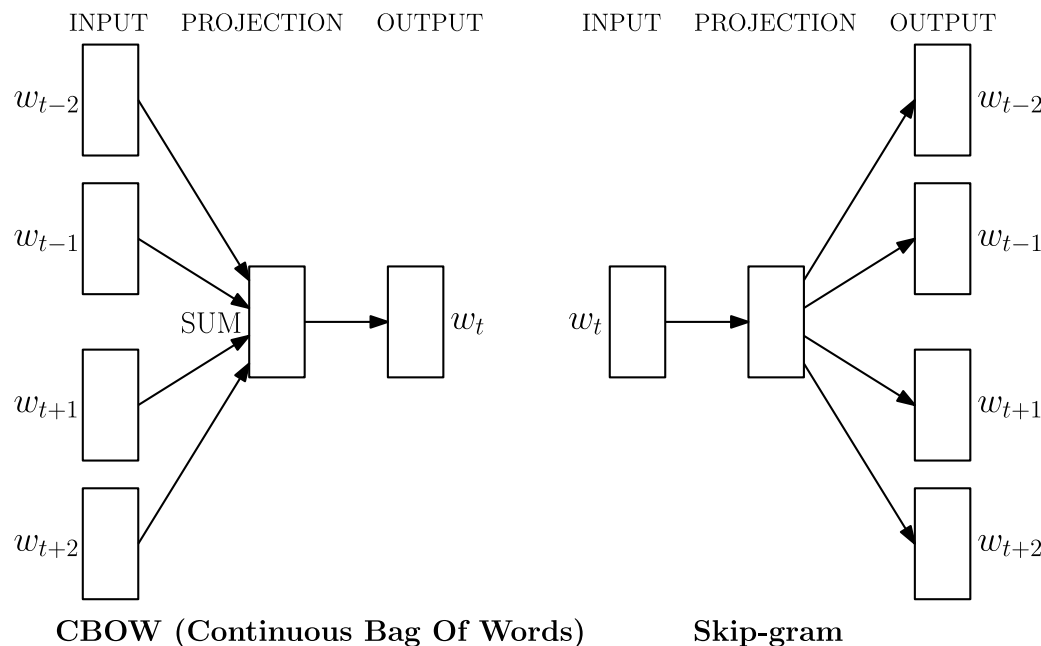 INPUT PROJECTION OUTPUT
w_{t-2}
w_{t-1}
SUM
w_t
w_{t+1}
w_{t+2}
CBOW (Continuous Bag Of Words)
INPUT PROJECTION OUTPUT
w_{t-2}
w_{t-1}
w_t
w_{t+1}
w_{t+2}
Skip-gram